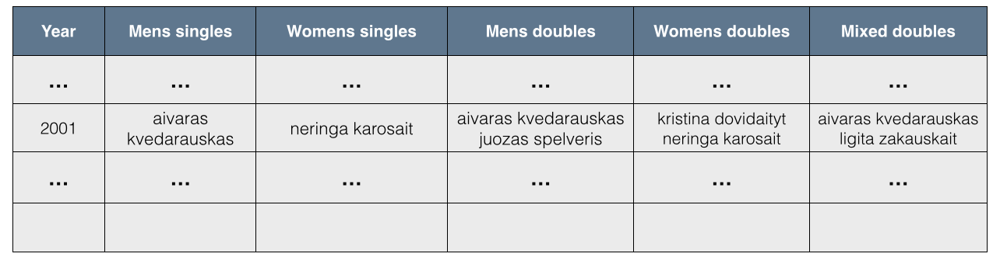 Year Mens singles Womens singles Mens doubles Womens doubles Mixed doubles
... ... ... ... ... ...
2001 aivaras kvedarauskas neringa karosait aivaras kvedarauskas juozas spelveris kristina dovidaityt neringa karosait aivaras kvedarauskas ligita zakauskait
... ... ... ... ... ...